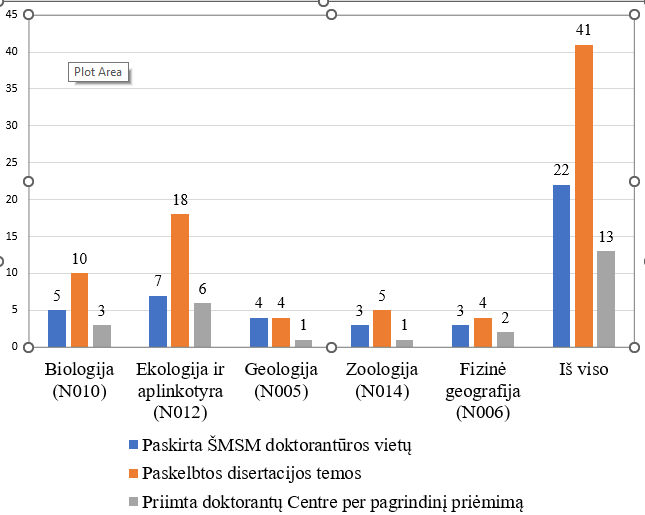 45
40
35
30
25
20
15
10
5
0
Plot Area
5 10 3
7 18 6
4 4 1
3 5 1
3 4 2
22 41 13
Biologija
(N010)
Ekologija ir
aplinkotyra
(N012)
Geologija
(N005)
Zoologija
(N014)
Fizinė
geografija
(N006)
Iš viso
Paskirta ŠMSM doktorantūros vietų
Paskelbtos disertacijos temos
Priimta doktorantų Centre per pagrindinį priėmimą